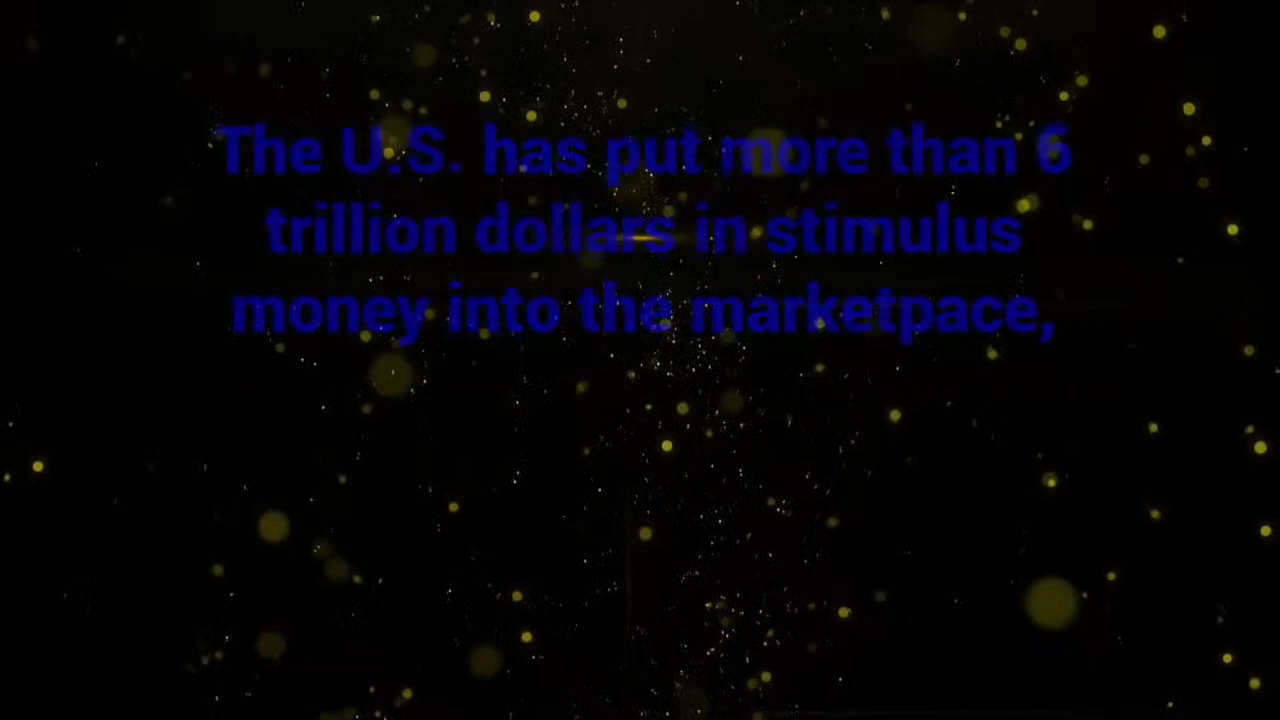 The U.S. has put more than 6
trillion dollars in stimulus
money into the marketpace,